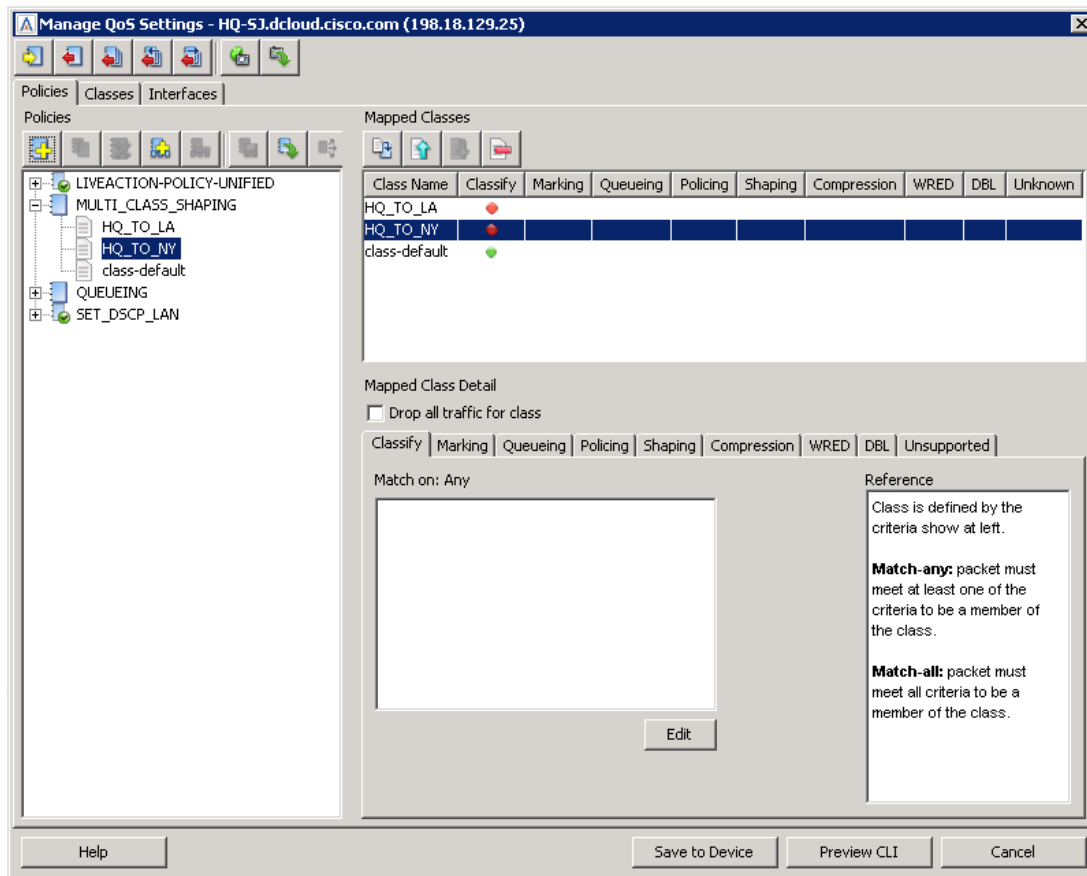 Manage QoS Settings - HQ-SJ.dcloud.cisco.com (198.18.129.25)
Policies Classes Interfaces
Policies
LIVEACTION-POLICY-UNIFIED
MULTI_CLASS_SHAPING
HQ_TO_LA
HQ_TO_NY
class-default
QUEUEING
SET_DSCP_LAN
Mapped Classes
Class Name Classify Marking Queueing Policing Shaping Compression WRED DBL Unknown
HQ_TO_LA
HQ_TO_NY
class-default
Mapped Class Detail
Drop all traffic for class
Classify Marking Queueing Policing Shaping Compression WRED DBL Unsupported
Match on: Any
Edit
Reference
Class is defined by the
criteria show at left.
Match-any: packet must
meet at least one of the
criteria to be a member of
the class.
Match-all: packet must
meet all criteria to be a
member of the class.
Help Save to Device Preview CLI Cancel